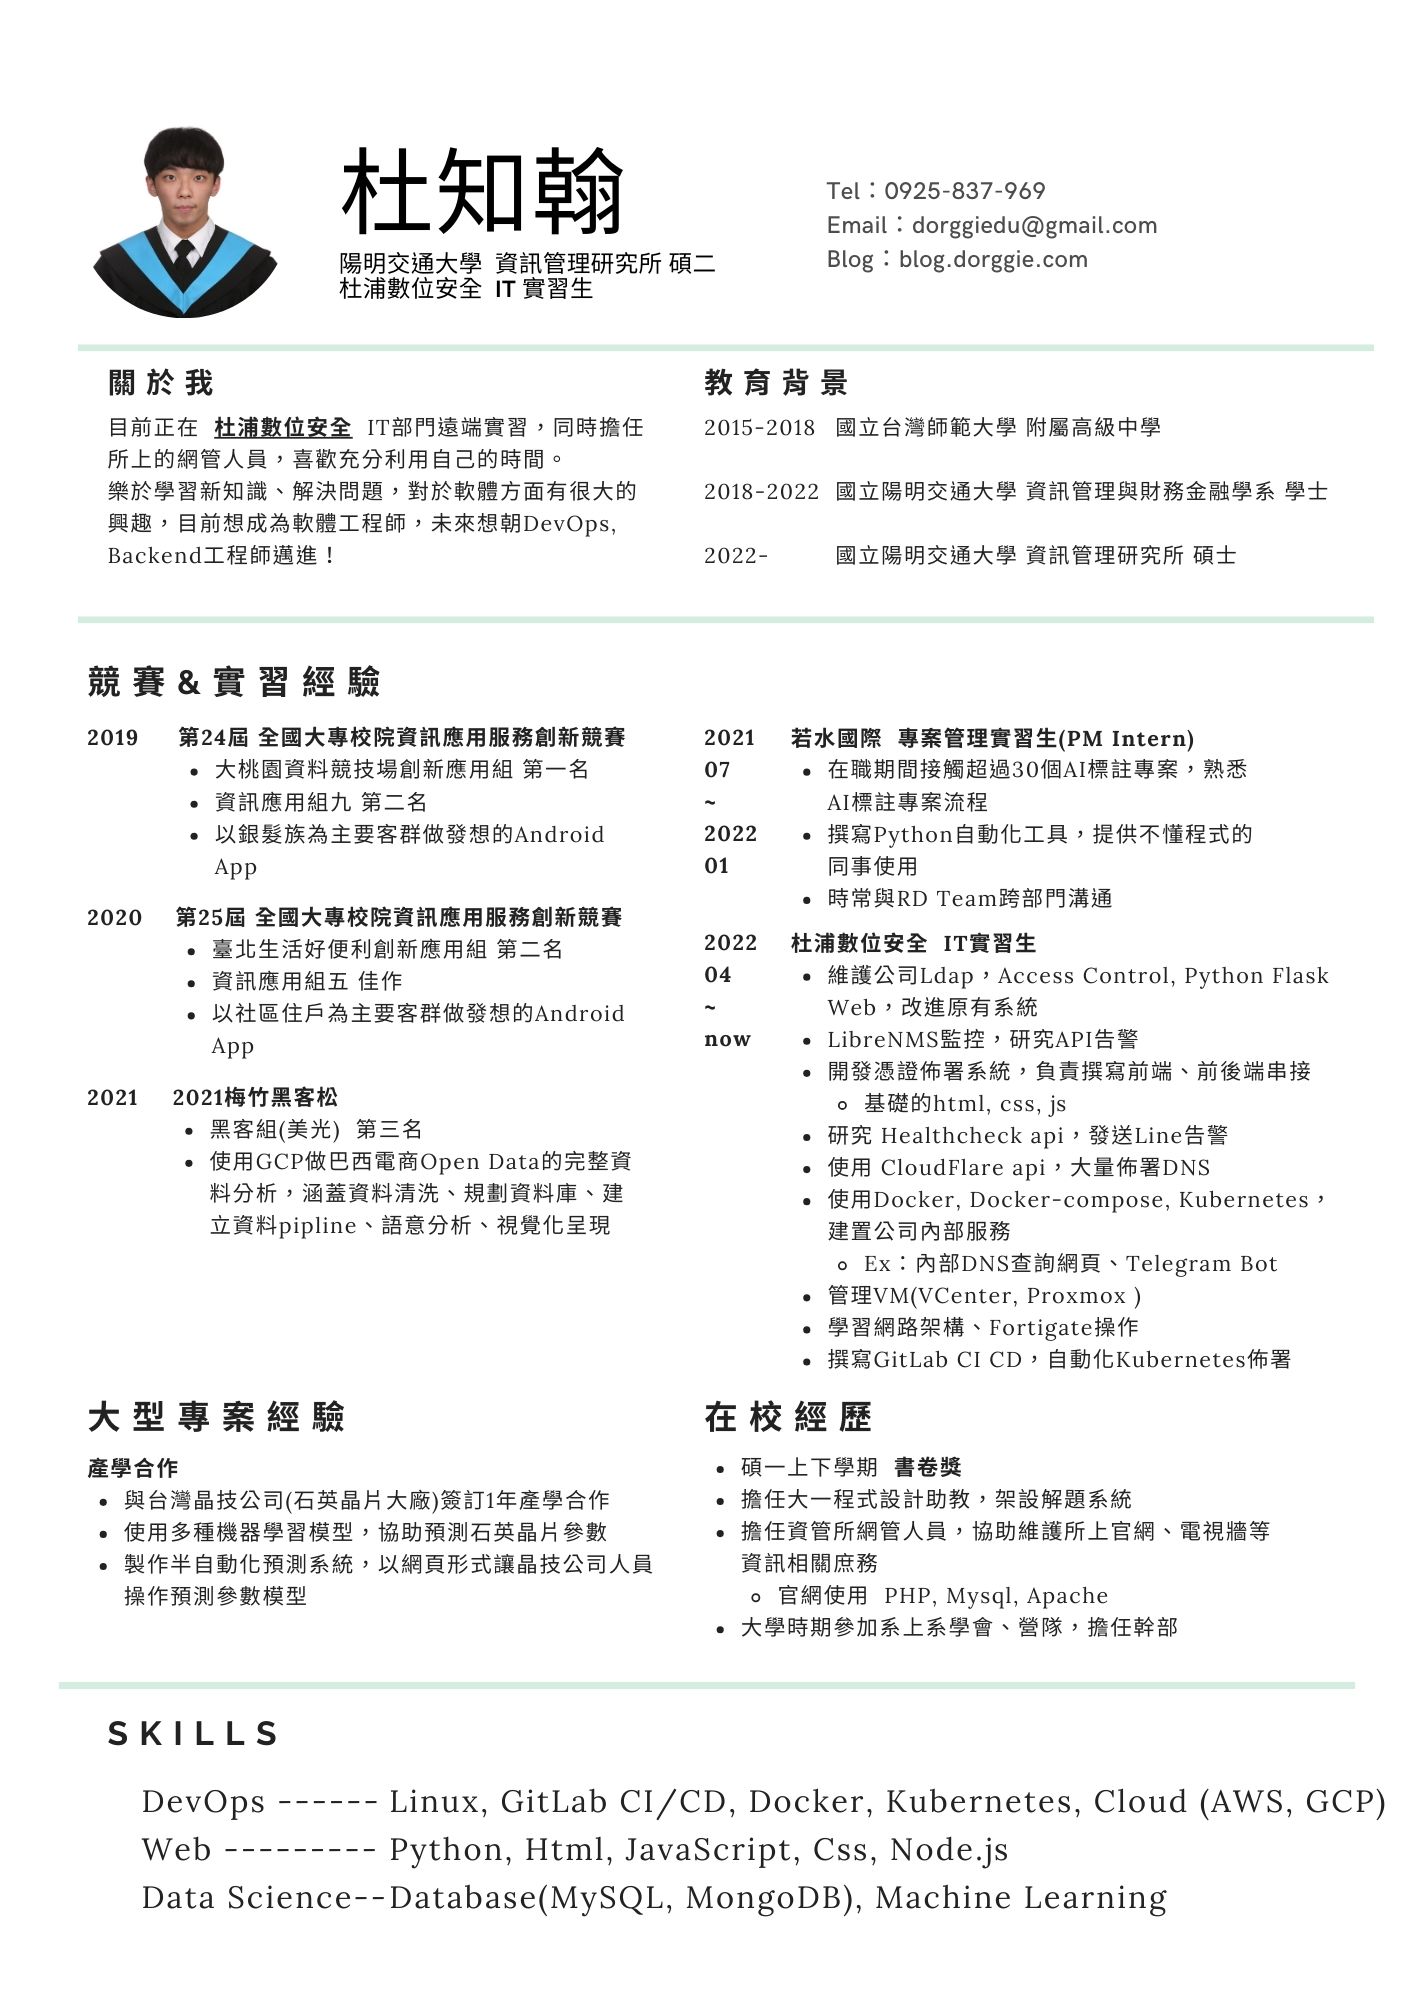 杜知翰
陽明交通大學 資訊管理研究所 碩二
杜浦數位安全 IT 實習生
Tel：0925-837-969
Email：dorggiedu@gmail.com
Blog：blog.dorggie.com
關於我
目前正在 杜浦數位安全 IT部門遠端實習，同時擔任
所上的網管人員，喜歡充分利用自己的時間。
樂於學習新知識、解決問題，對於軟體方面有很大的
興趣，目前想成為軟體工程師，未來想朝DevOps,
Backend工程師邁進！
教育背景
2015-2018 國立台灣師範大學 附屬高級中學
2018-2022 國立陽明交通大學 資訊管理與財務金融學系 學士
2022- 國立陽明交通大學 資訊管理研究所 碩士
競賽&實習經驗
2019 第24屆 全國大專校院資訊應用服務創新競賽
• 大桃園資料競技場創新應用組 第一名
• 資訊應用組九 第二名
• 以銀髮族為主要客群做發想的Android
App
2020 第25屆 全國大專校院資訊應用服務創新競賽
• 臺北生活好便利創新應用組 第二名
• 資訊應用組五 佳作
• 以社區住戶為主要客群做發想的Android
App
2021 2021梅竹黑客松
• 黑客組(美光) 第三名
• 使用GCP做巴西電商Open Data的完整資
料分析，涵蓋資料清洗、規劃資料庫、建
立資料pipline、語意分析、視覺化呈現
2021 若水國際 專案管理實習生(PM Intern)
07 • 在職期間接觸超過30個AI標註專案，熟悉
~ AI標註專案流程
2022 • 撰寫Python自動化工具，提供不懂程式的
01 同事使用
• 時常與RD Team跨部門溝通
2022 杜浦數位安全 IT實習生
04 • 維護公司Ldap，Access Control, Python Flask
~ Web，改進原有系統
now • LibreNMS監控，研究API告警
• 開發憑證佈署系統，負責撰寫前端、前後端串接
◦ 基礎的html, css, js
• 研究 Healthcheck api，發送Line告警
• 使用 CloudFlare api，大量佈署DNS
• 使用Docker, Docker-compose, Kubernetes，
建置公司內部服務
◦ Ex：內部DNS查詢網頁、Telegram Bot
• 管理VM(VCenter, Proxmox )
• 學習網路架構、Fortigate操作
• 撰寫GitLab CI CD，自動化Kubernetes佈署
大型專案經驗
產學合作
• 與台灣晶技公司(石英晶片大廠)簽訂1年產學合作
• 使用多種機器學習模型，協助預測石英晶片參數
• 製作半自動化預測系統，以網頁形式讓晶技公司人員
操作預測參數模型
在校經歷
• 碩一上下學期 書卷獎
• 擔任大一程式設計助教，架設解題系統
• 擔任資管所網管人員，協助維護所上官網、電視牆等
資訊相關庶務
◦ 官網使用 PHP, Mysql, Apache
• 大學時期參加系上系學會、營隊，擔任幹部
SKILLS
DevOps ------ Linux, GitLab CI/CD, Docker, Kubernetes, Cloud (AWS, GCP)
Web --------- Python, Html, JavaScript, Css, Node.js
Data Science--Database(MySQL, MongoDB), Machine Learning